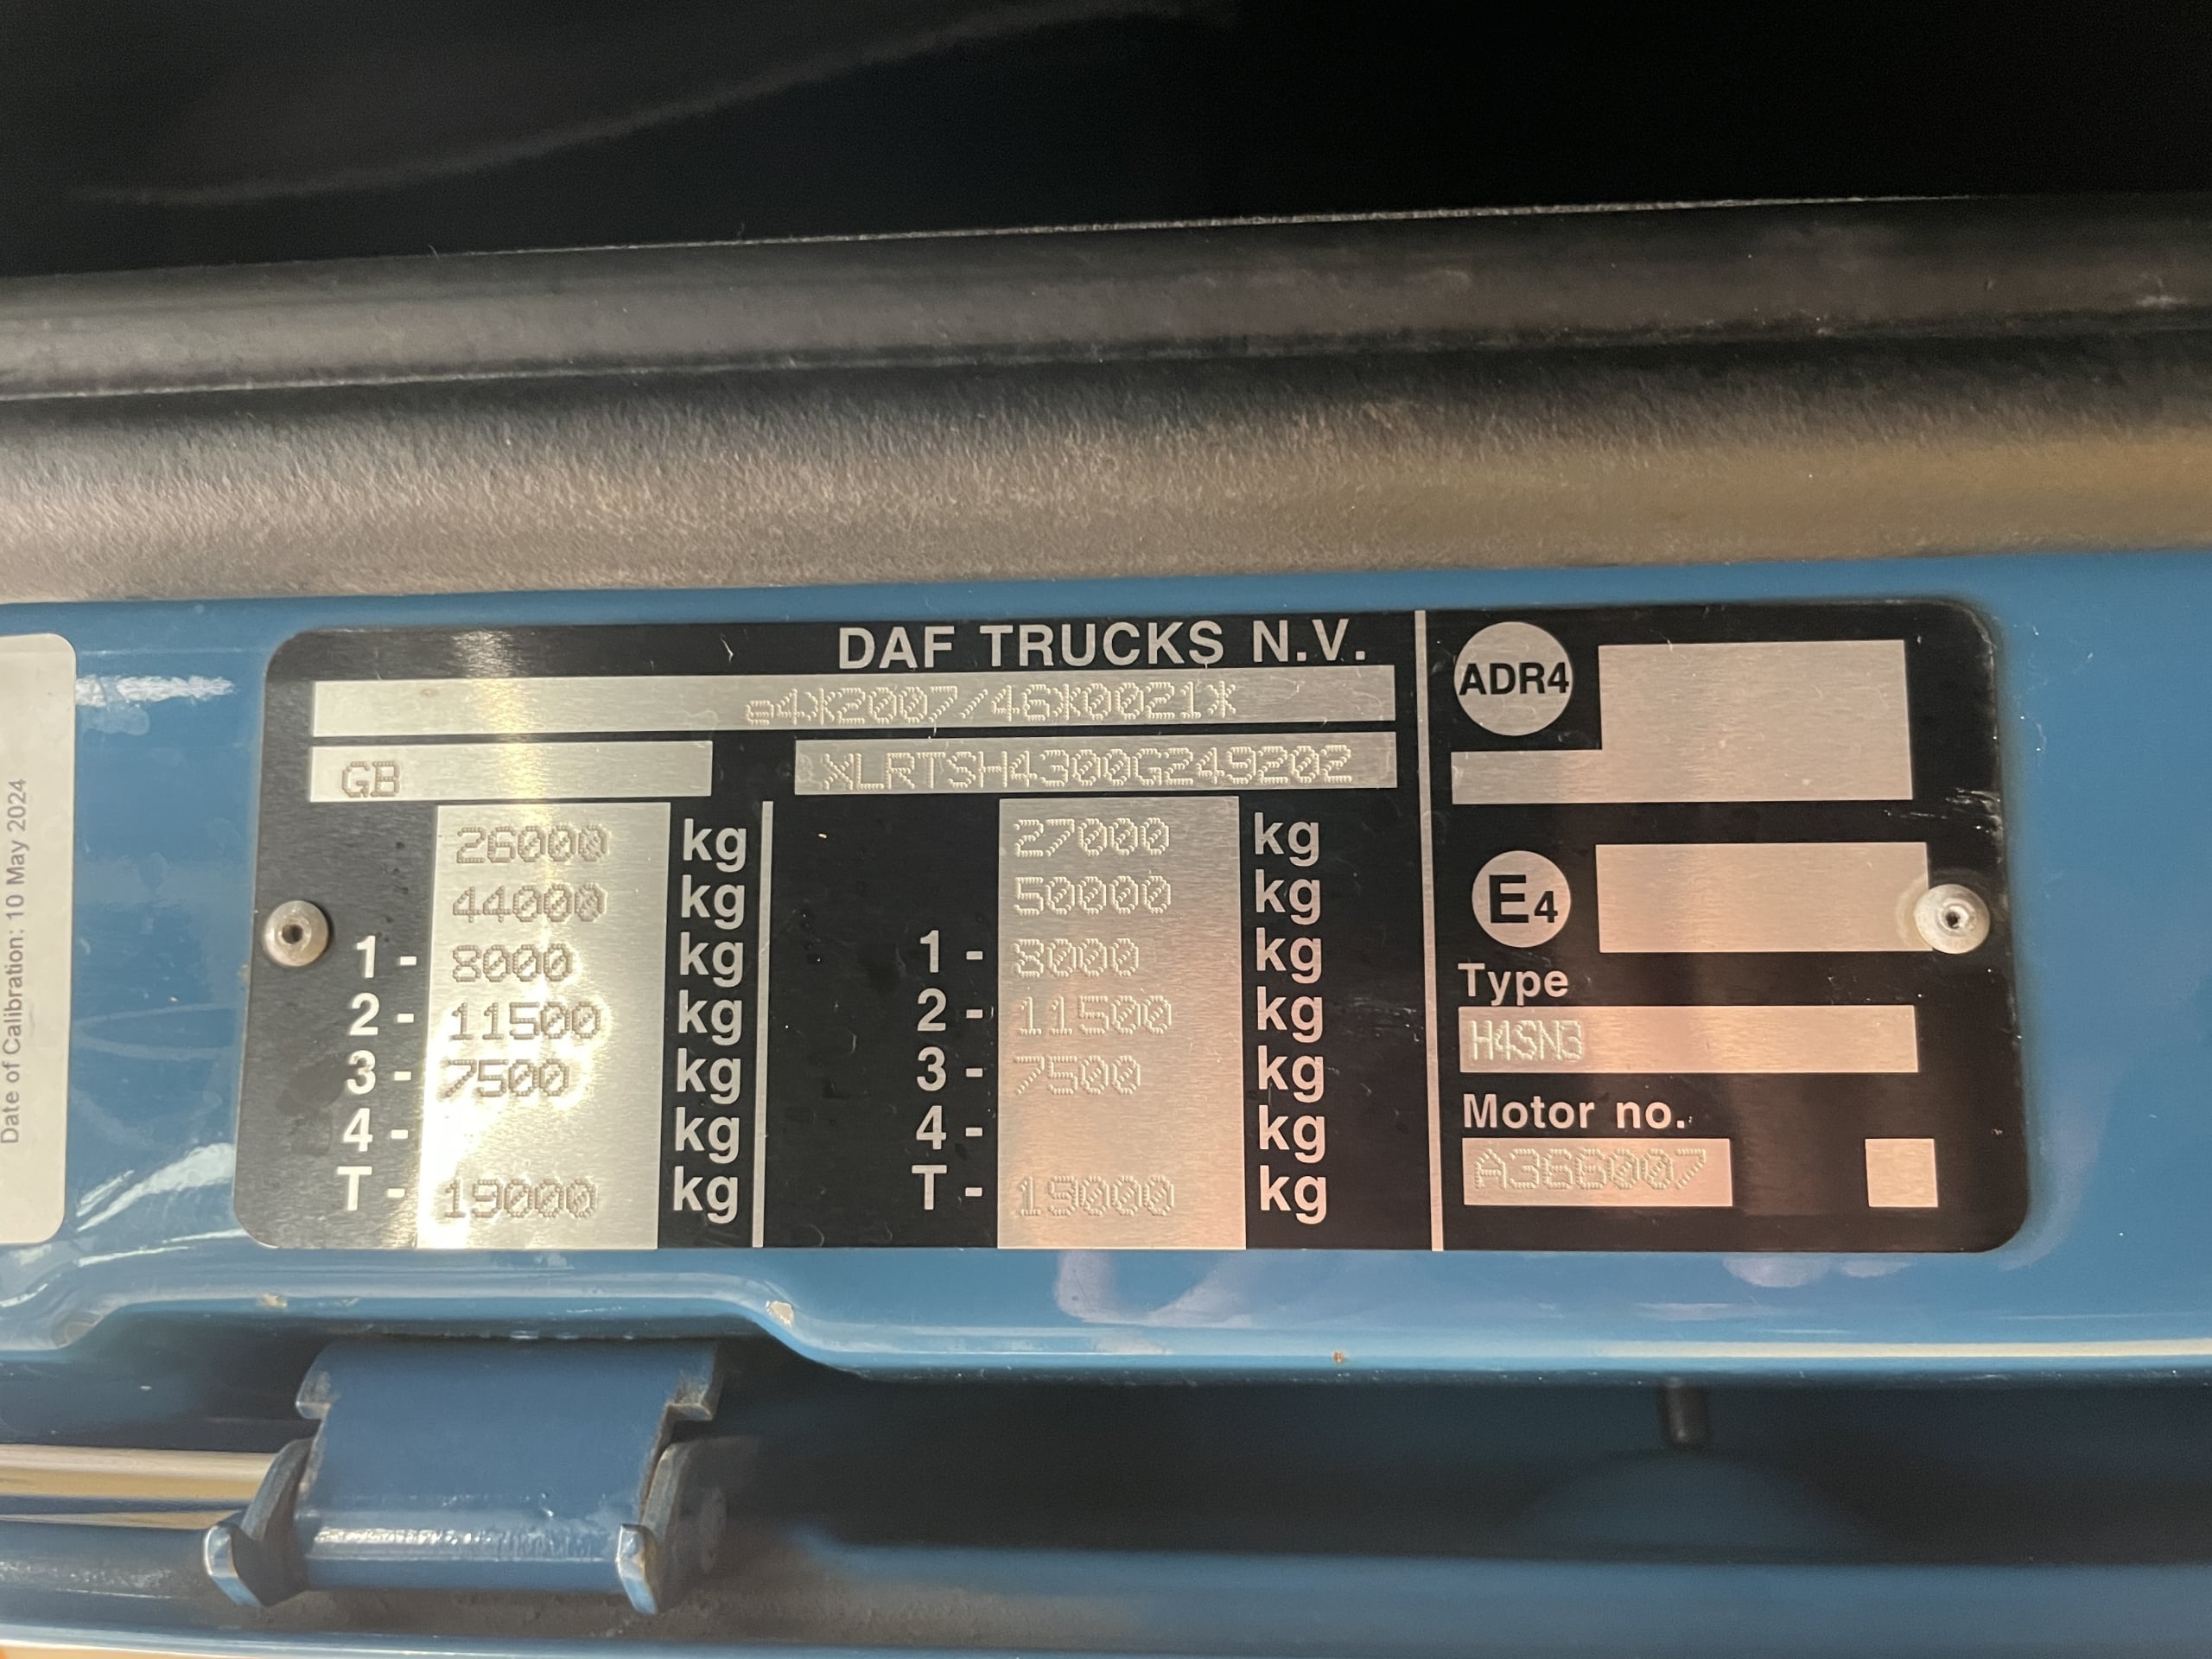 Date of Calibration: 10 May 2024
DAF TRUCKS N.V.
e4*2007/46*0021*
GB
XLRTSH4300G249202
26000 kg
44000 kg
1- 8000 kg
2- 11500 kg
3- 7500 kg
4- kg
T- 19000 kg
27000 kg
50000 kg
1- 8000 kg
2- 11500 kg
3- 7500 kg
4- kg
T- 19000 kg
ADR4
E4
Type
H4SN3
Motor no.
A366007